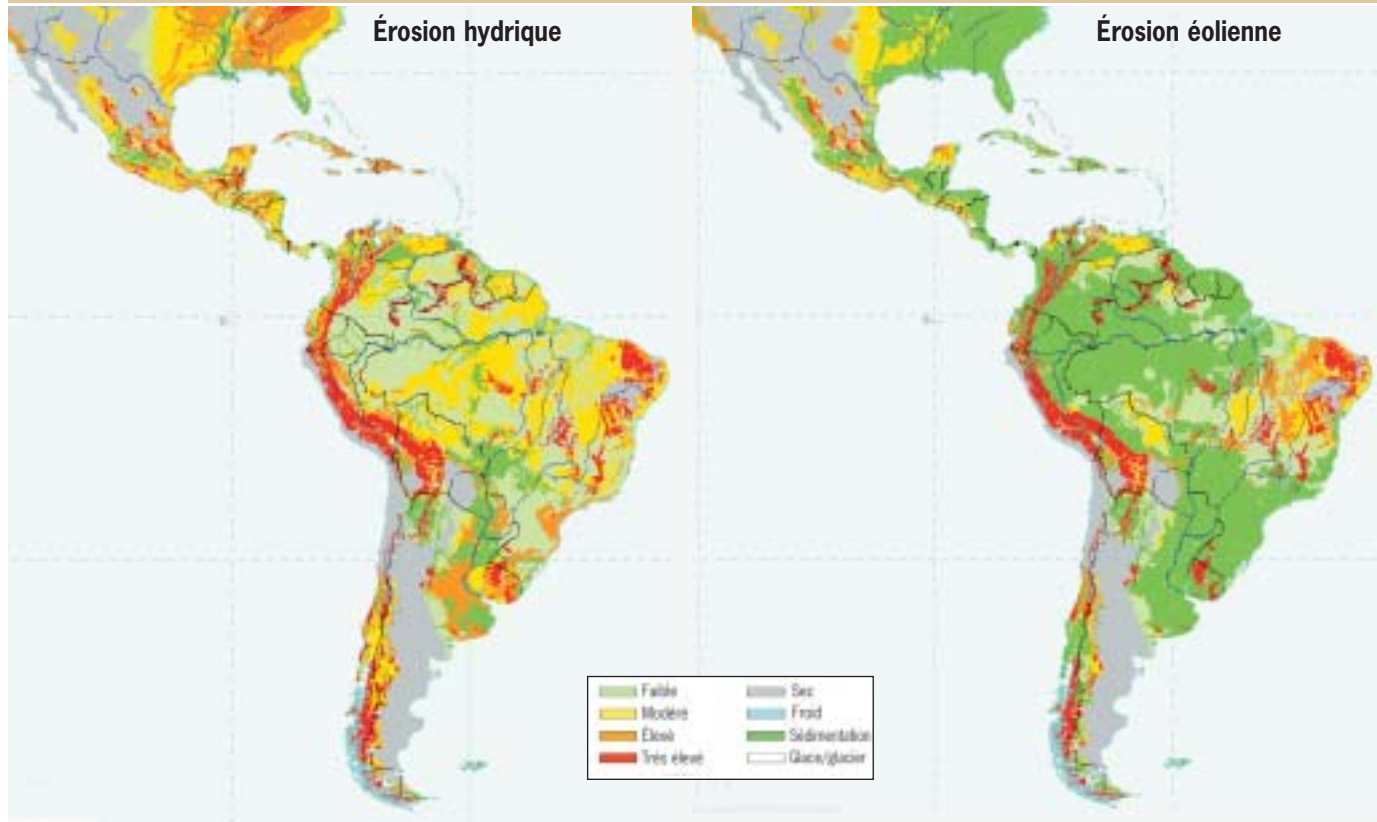 Érosion hydrique
Érosion éolienne
Faible
Modéré
Élevé
Très élevé
Sec
Froid
Sédimentation
Glace/glacier